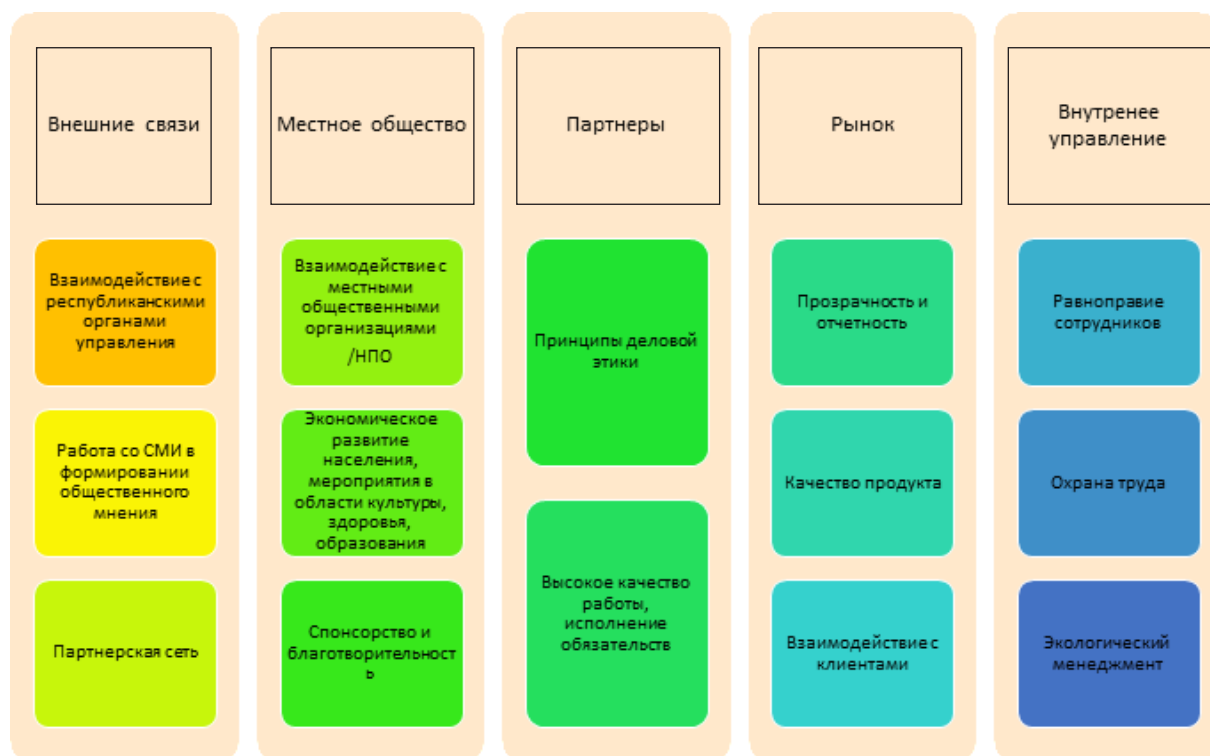 Внешние связи
Взаимодействие с
республиканскими
органами
управления
Работа со СМИ в
формировании
общественного
мнения
Партнерская сеть
Местное общество
Взаимодействие с
местными
общественными
организациями
/НПО
Экономическое
развитие
населения,
мероприятия в
области культуры,
здоровья,
образования
Спонсорство и
благотворительност
ь
Партнеры
Принципы деловой
этики
Высокое качество
работы,
исполнение
обязательств
Рынок
Прозрачность и
отчетность
Качество продукта
Взаимодействие с
клиентами
Внутренее
управление
Равноправие
сотрудников
Охрана труда
Экологический
менеджмент